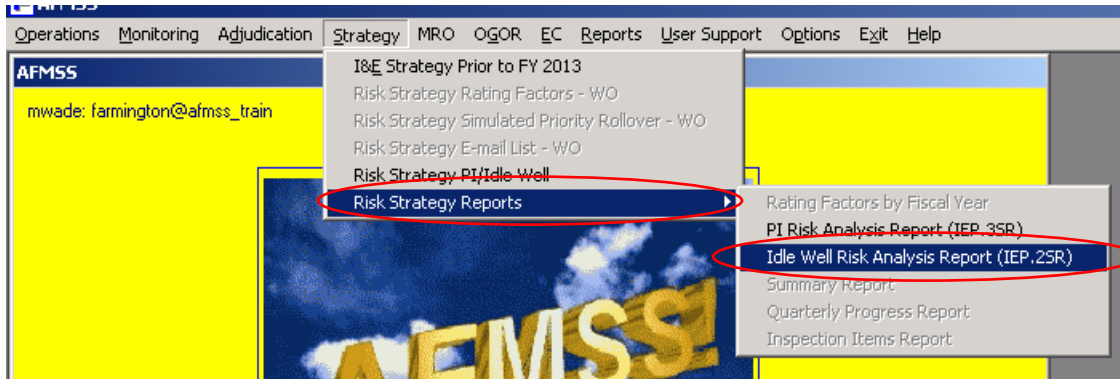 AFMSS
Operations Monitoring Adjudication Strategy MRO OGOR EC Reports User Support Options Exit Help
AFMSS
mwade: farmington@afmss_train
I&E Strategy Prior to FY 2013
Risk Strategy Rating Factors - WO
Risk Strategy Simulated Priority Rollover - WO
Risk Strategy E-mail List - WO
Risk Strategy PI/Idle Well
Risk Strategy Reports
Rating Factors by Fiscal Year
PI Risk Analysis Report (IEP.3SR)
Idle Well Risk Analysis Report (IEP.2SR)
Summary Report
Quarterly Progress Report
Inspection Items Report
AFMSS!